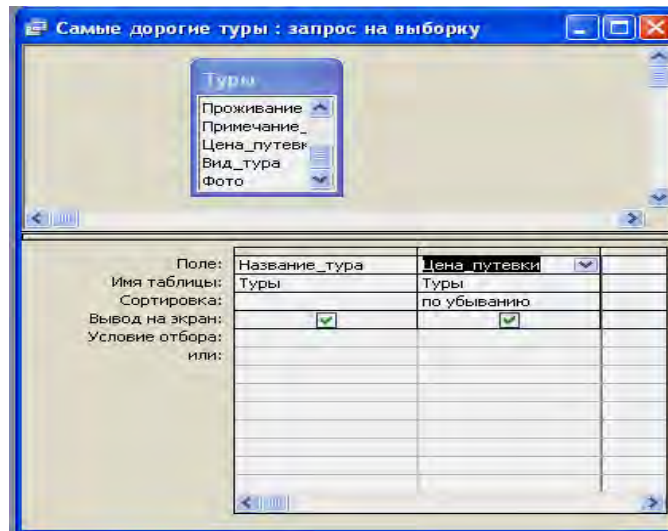 Самые дорогие туры : запрос на выборку
Туры
Проживание
Примечание_
Цена_путевк
Вид_тура
Фото
Поле: Название_тура Цена_путевки
Имя таблицы: Туры Туры
Сортировка: по убыванию
Вывод на экран:
Условие отбора:
или: